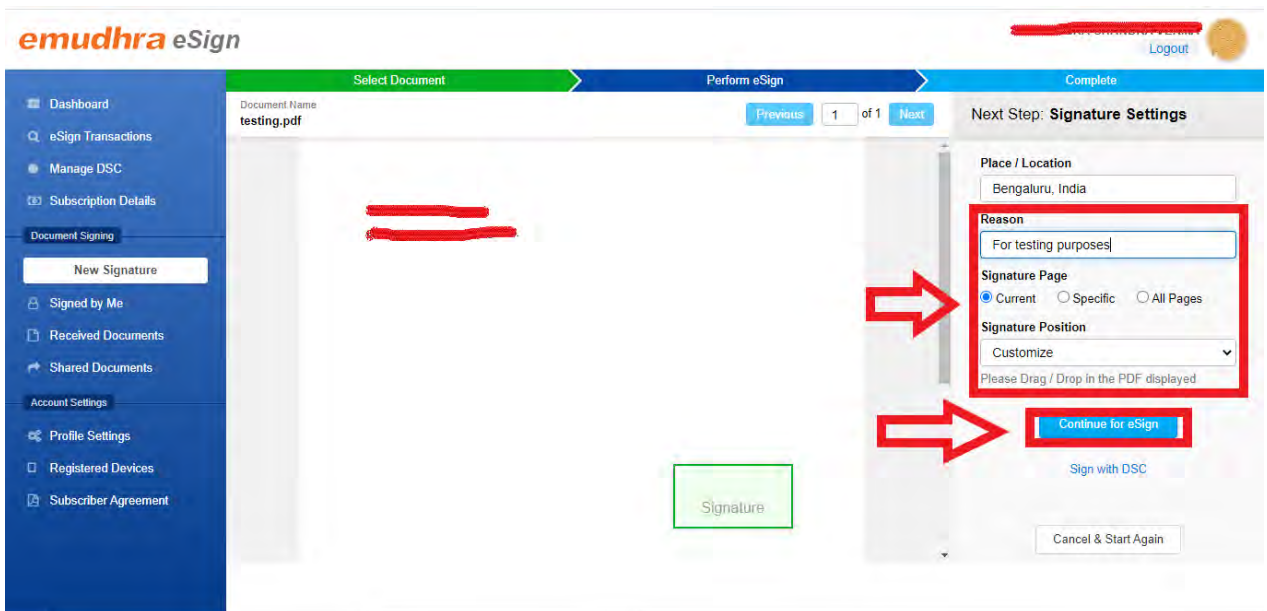 emudhra eSign
Logout
Select Document
Perform eSign
Complete
Dashboard
eSign Transactions
Manage DSC
Subscription Details
Document Signing
New Signature
Signed by Me
Received Documents
Shared Documents
Account Settings
Profile Settings
Registered Devices
Subscriber Agreement
Document Name
testing.pdf
Previous 1 of 1 Next
Signature
Next Step: Signature Settings
Place / Location
Bengaluru, India
Reason
For testing purposes
Signature Page
Current Specific All Pages
Signature Position
Customize
Please Drag / Drop in the PDF displayed
Continue for eSign
Sign with DSC
Cancel & Start Again